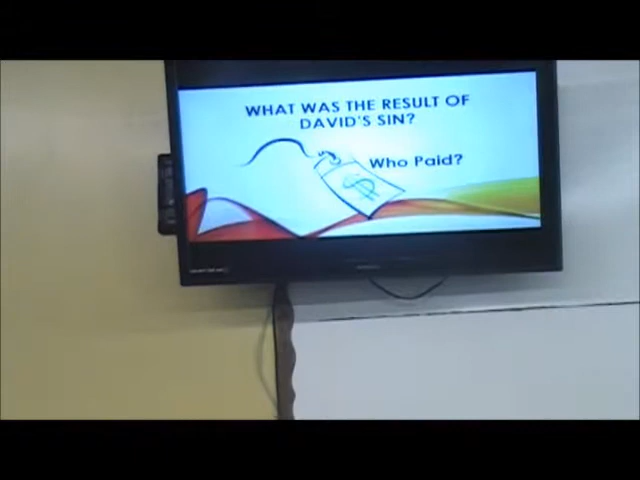 WHAT WAS THE RESULT OF
DAVID'S SIN?
Who Paid?
$